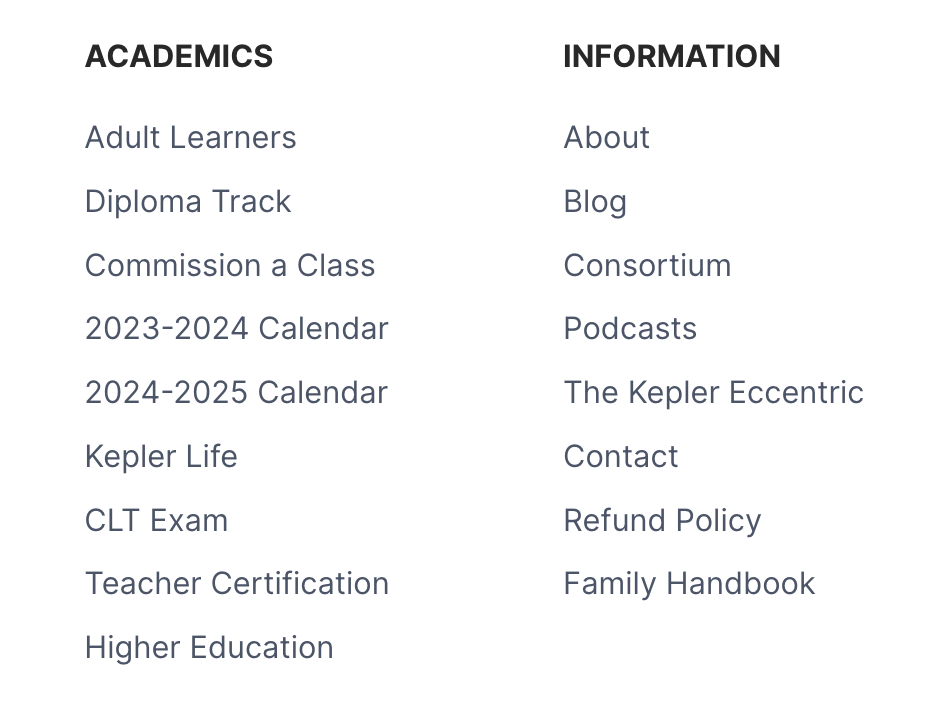 ACADEMICS
Adult Learners
Diploma Track
Commission a Class
2023-2024 Calendar
2024-2025 Calendar
Kepler Life
CLT Exam
Teacher Certification
Higher Education
INFORMATION
About
Blog
Consortium
Podcasts
The Kepler Eccentric
Contact
Refund Policy
Family Handbook